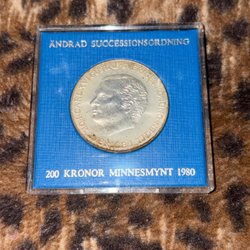 ÄNDRAD SUCCESSIONSORDNING
200 KRONOR MINNESMYNT 1980